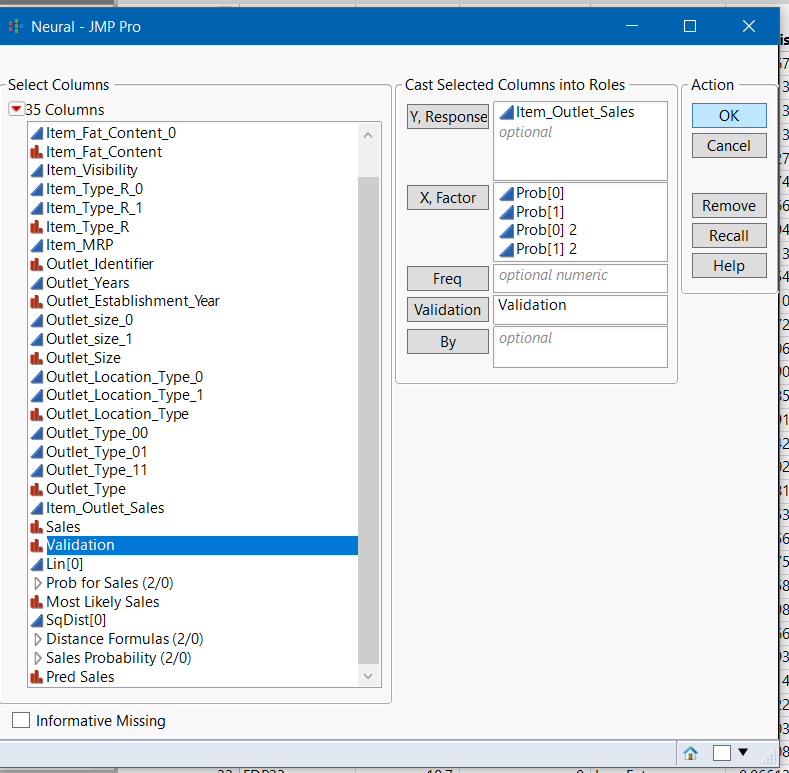 Neural - JMP Pro
Select Columns
35 Columns
Item_Fat_Content_0
Item_Fat_Content
Item_Visibility
Item_Type_R_0
Item_Type_R_1
Item_Type_R
Item_MRP
Outlet_Identifier
Outlet_Years
Outlet_Establishment_Year
Outlet_size_0
Outlet_size_1
Outlet_Size
Outlet_Location_Type_0
Outlet_Location_Type_1
Outlet_Location_Type
Outlet_Type_00
Outlet_Type_01
Outlet_Type_11
Outlet_Type
Item_Outlet_Sales
Sales
Validation
Lin[0]
Prob for Sales (2/0)
Most Likely Sales
SqDist[0]
Distance Formulas (2/0)
Sales Probability (2/0)
Pred Sales
Informative Missing
Cast Selected Columns into Roles
Y, Response
Item_Outlet_Sales
optional
X, Factor
Prob[0]
Prob[1]
Prob[0] 2
Prob[1] 2
Freq
optional numeric
Validation
Validation
By
optional
Action
OK
Cancel
Remove
Recall
Help